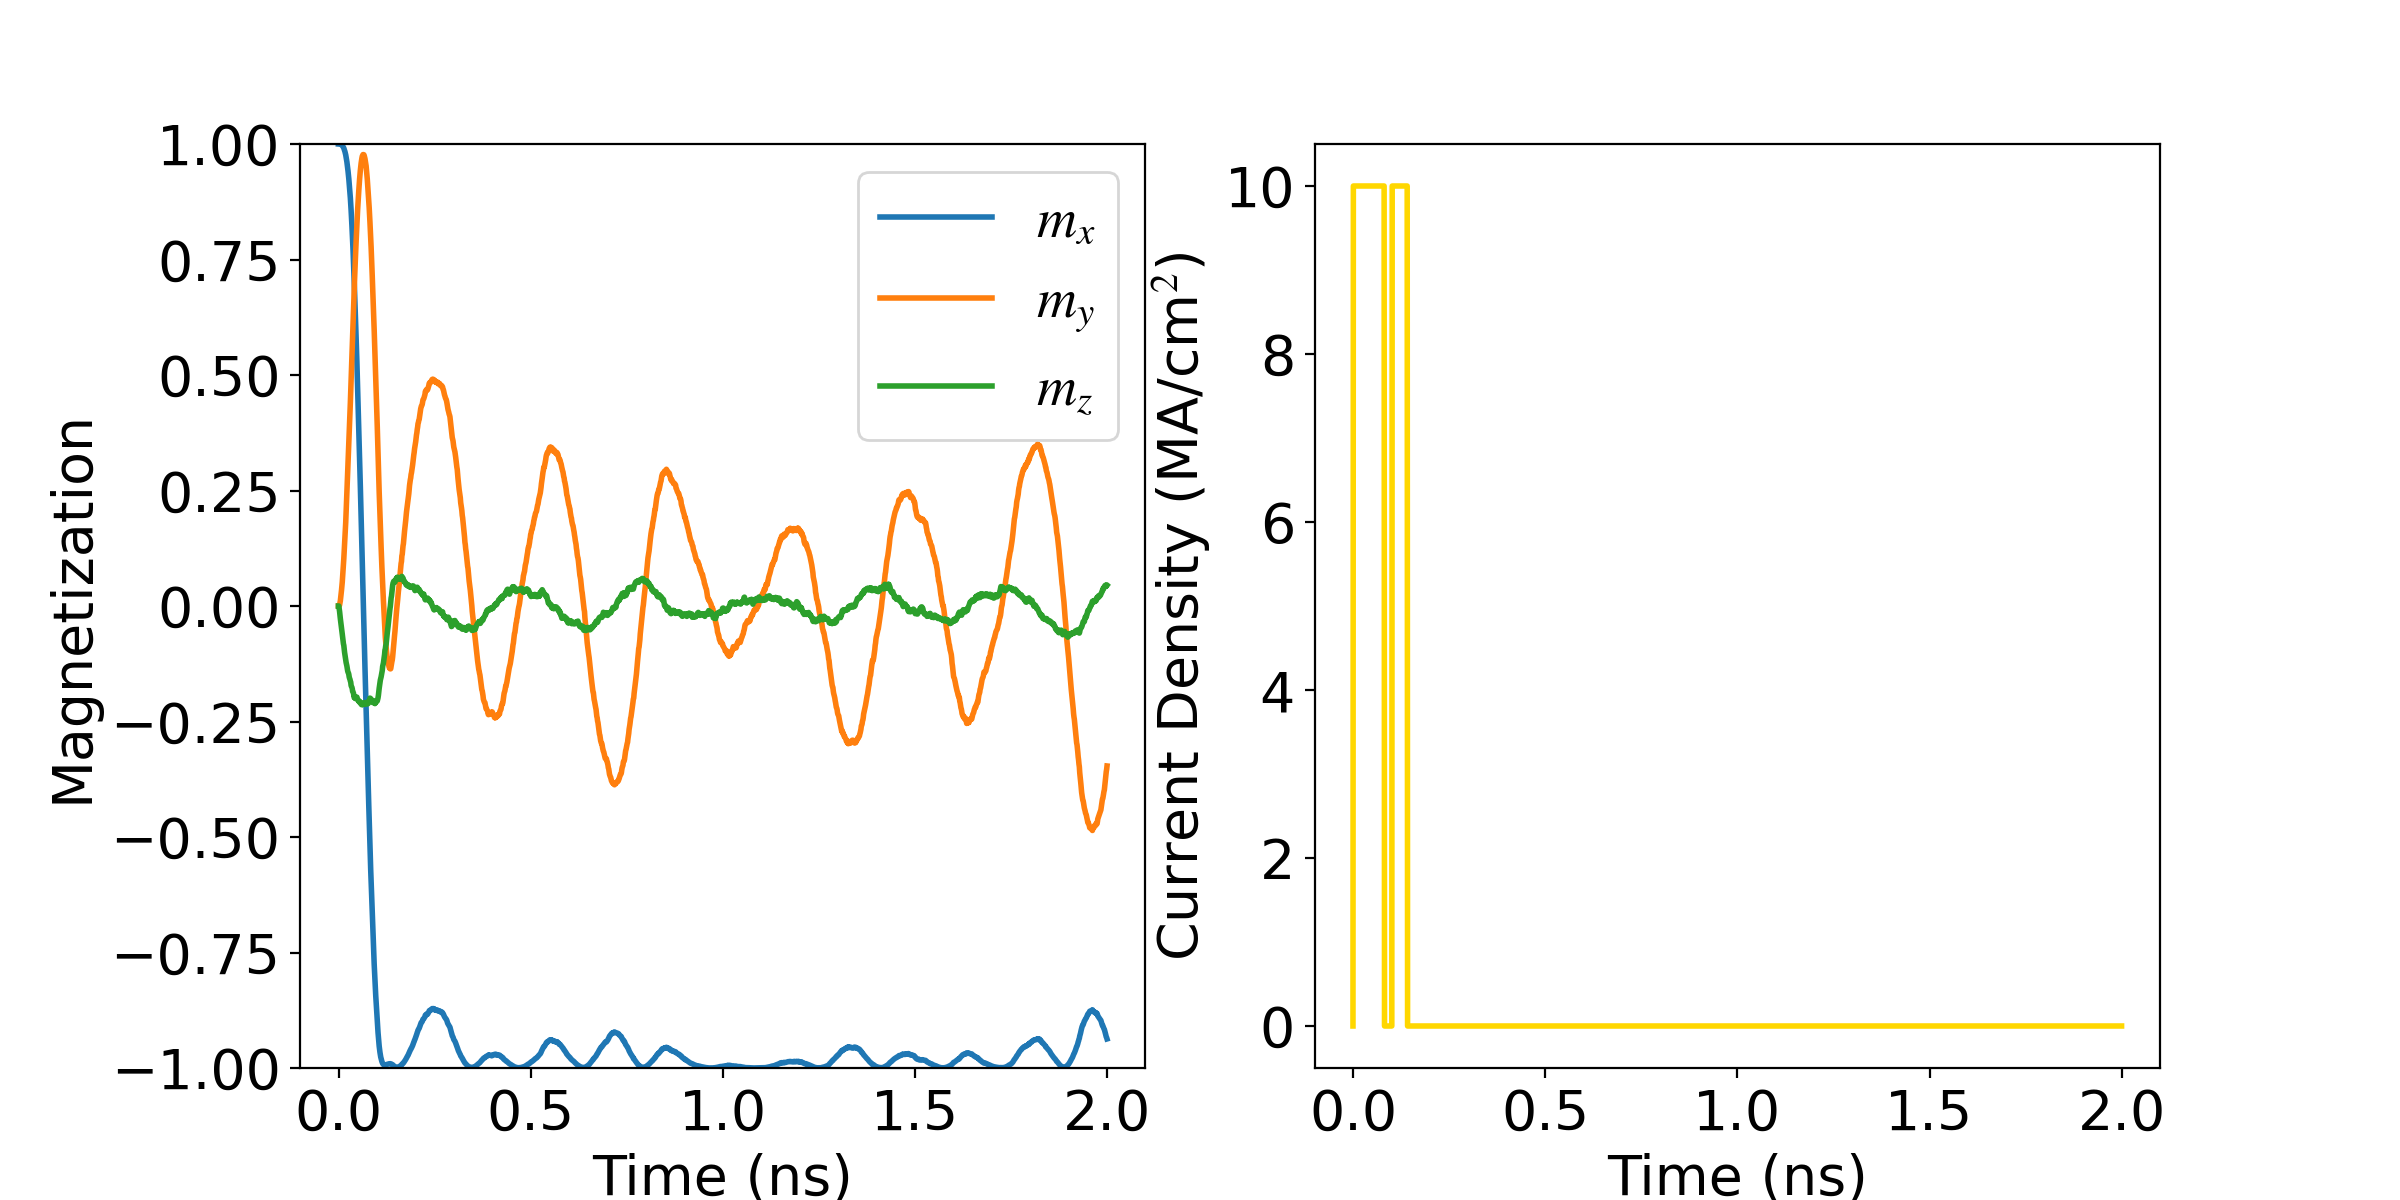 Magnetization
1.00
0.75
0.50
0.25
0.00
−0.25
−0.50
−0.75
−1.00
0.0 0.5 1.0 1.5 2.0
Time (ns)
m_x
m_y
m_z
Current Density (MA/cm²)
10
8
6
4
2
0
0.0 0.5 1.0 1.5 2.0
Time (ns)